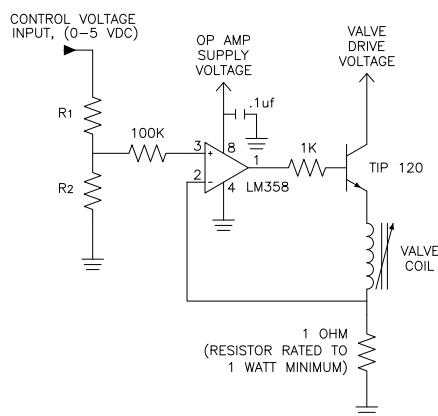 CONTROL VOLTAGE
INPUT, (0–5 VDC)
OP AMP
SUPPLY
VOLTAGE
VALVE
DRIVE
VOLTAGE
.1uf
R1
100K
3
+
8
1
1K
TIP 120
R2
2
–
4
LM358
VALVE
COIL
1 OHM
(RESISTOR RATED TO
1 WATT MINIMUM)